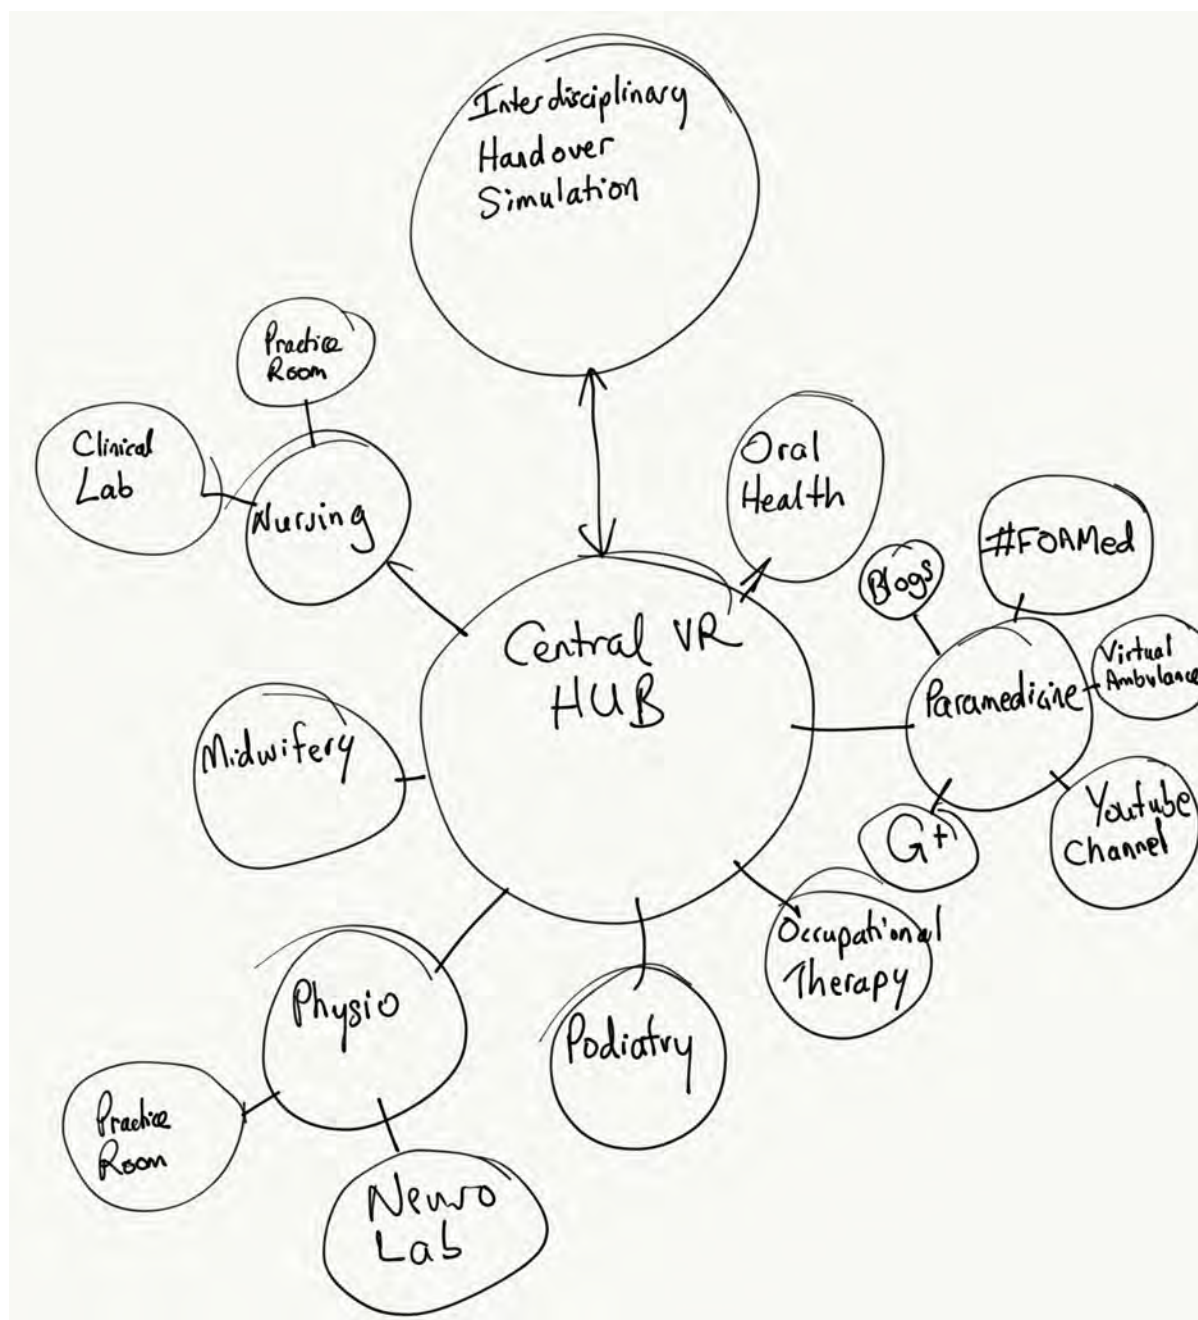 Interdisciplinary
Handover
Simulation
Practice
Room
Clinical
Lab
Nursing
Oral
Health
#FOAMed
Blogs
Virtual
Ambulance
Paramedicine
Central VR
HUB
Midwifery
Youtube
Channel
G+
Occupational
Therapy
Physio
Podiatry
Practice
Room
Neuro
Lab